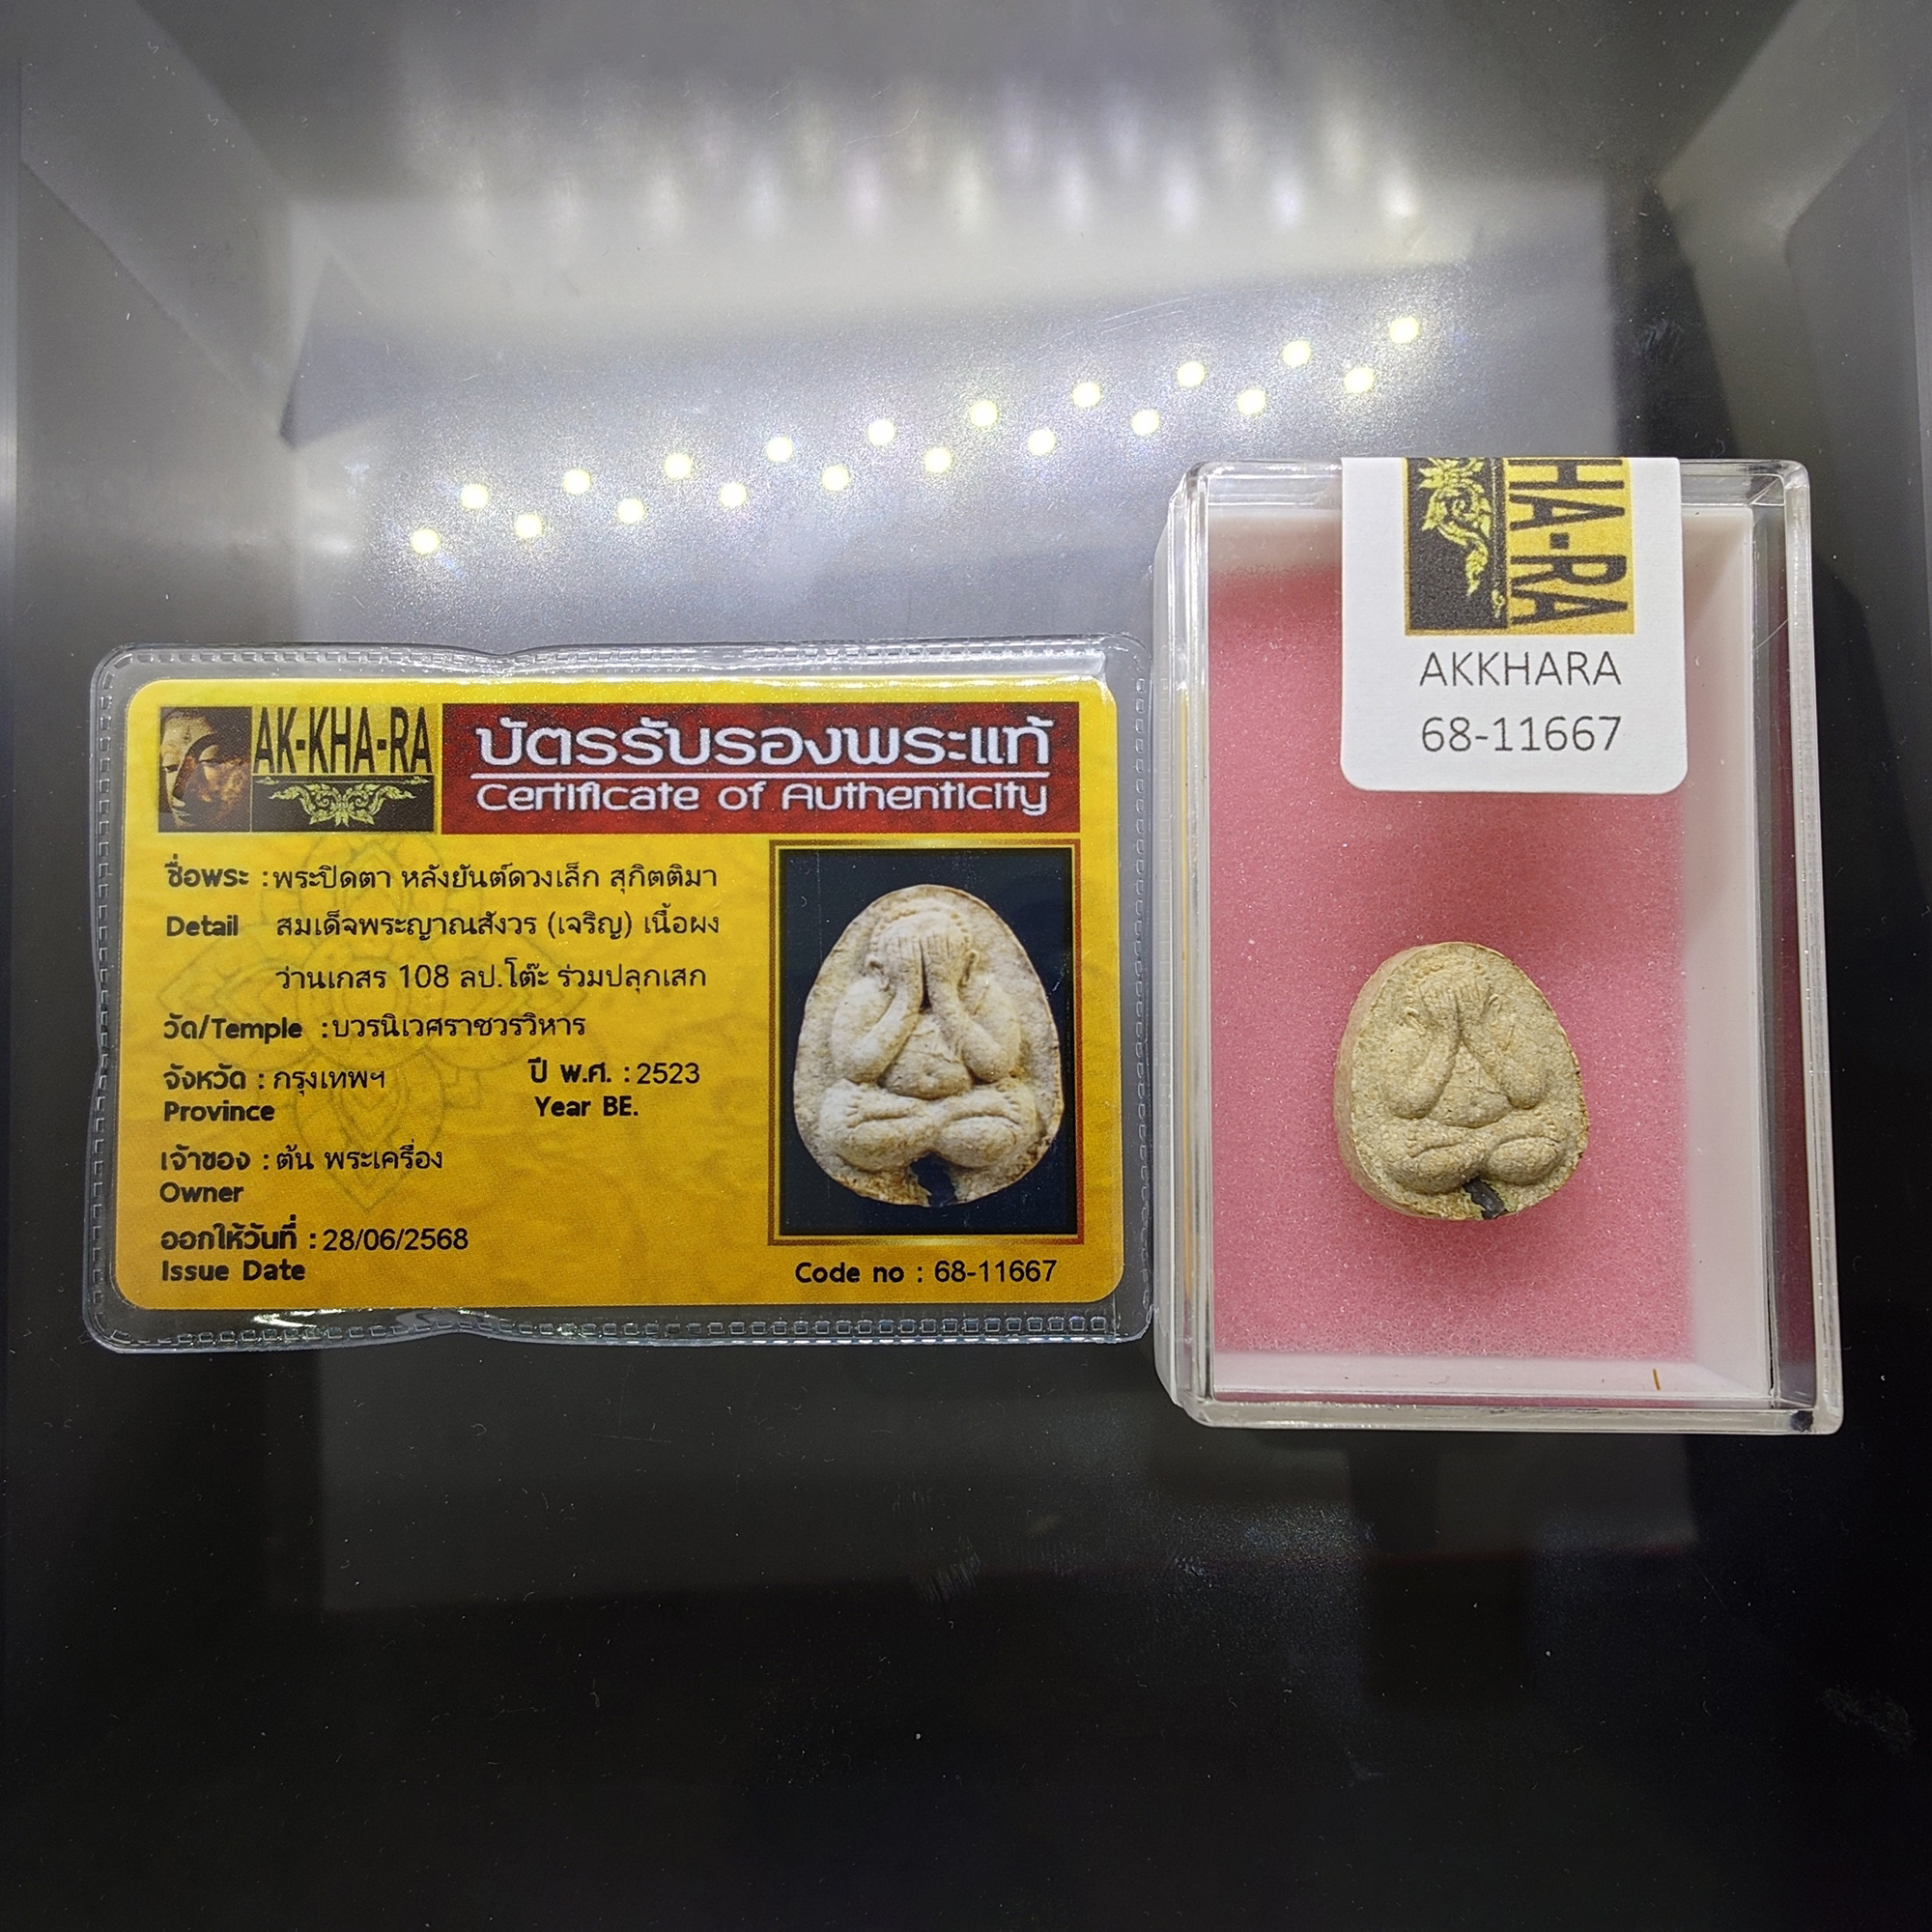 AK-KHA-RA
บัตรรับรองพระแท้
Certificate of Authenticity
ชื่อพระ :พระปิดตา หลังยันต์ดวงเล็ก สุกิตติมา
Detail สมเด็จพระญาณสังวร (เจริญ) เนื้อผง
ว่านเกสร 108 ลป.โต๊ะ ร่วมปลุกเสก
วัด/Temple :บวรนิเวศราชวรวิหาร
จังหวัด : กรุงเทพฯ ปี พ.ศ. : 2523
Province Year BE.
เจ้าของ : ต้น พระเครื่อง
Owner
ออกให้วันที่ : 28/06/2568
Issue Date
Code no : 68-11667
HA-RA
AKKHARA
68-11667